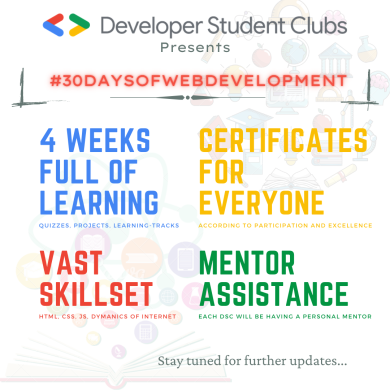 Developer Student Clubs
Presents
#30DAYSOFWEBDEVELOPMENT
4 WEEKS
FULL OF
LEARNING
QUIZZES, PROJECTS, LEARNING-TRACKS
CERTIFICATES
FOR
EVERYONE
ACCORDING TO PARTICIPATION AND EXCELLENCE
VAST
SKILLSET
HTML, CSS, JS, DYMANICS OF INTERNET
MENTOR
ASSISTANCE
EACH DSC WILL BE HAVING A PERSONAL MENTOR
Stay tuned for further updates...